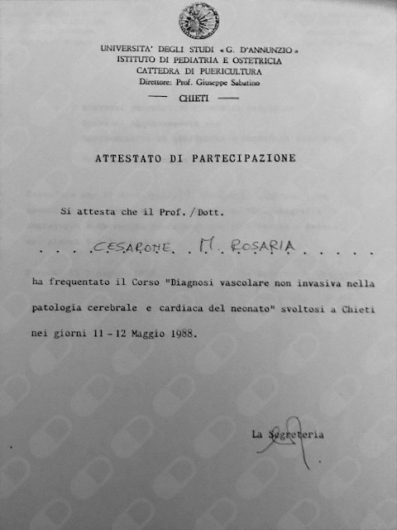 UNIVERSITA' DEGLI STUDI «G. D'ANNUNZIO»
ISTITUTO DI PEDIATRIA E OSTETRICIA
CATTEDRA DI PUERICULTURA
Direttore: Prof. Giuseppe Sabatino
— CHIETI —
ATTESTATO DI PARTECIPAZIONE
Si attesta che il Prof./Dott.
CESARONE M. ROSARIA
ha frequentato il Corso "Diagnosi vascolare non invasiva nella
patologia cerebrale e cardiaca del neonato" svoltosi a Chieti
nei giorni 11-12 Maggio 1988.
La Segreteria